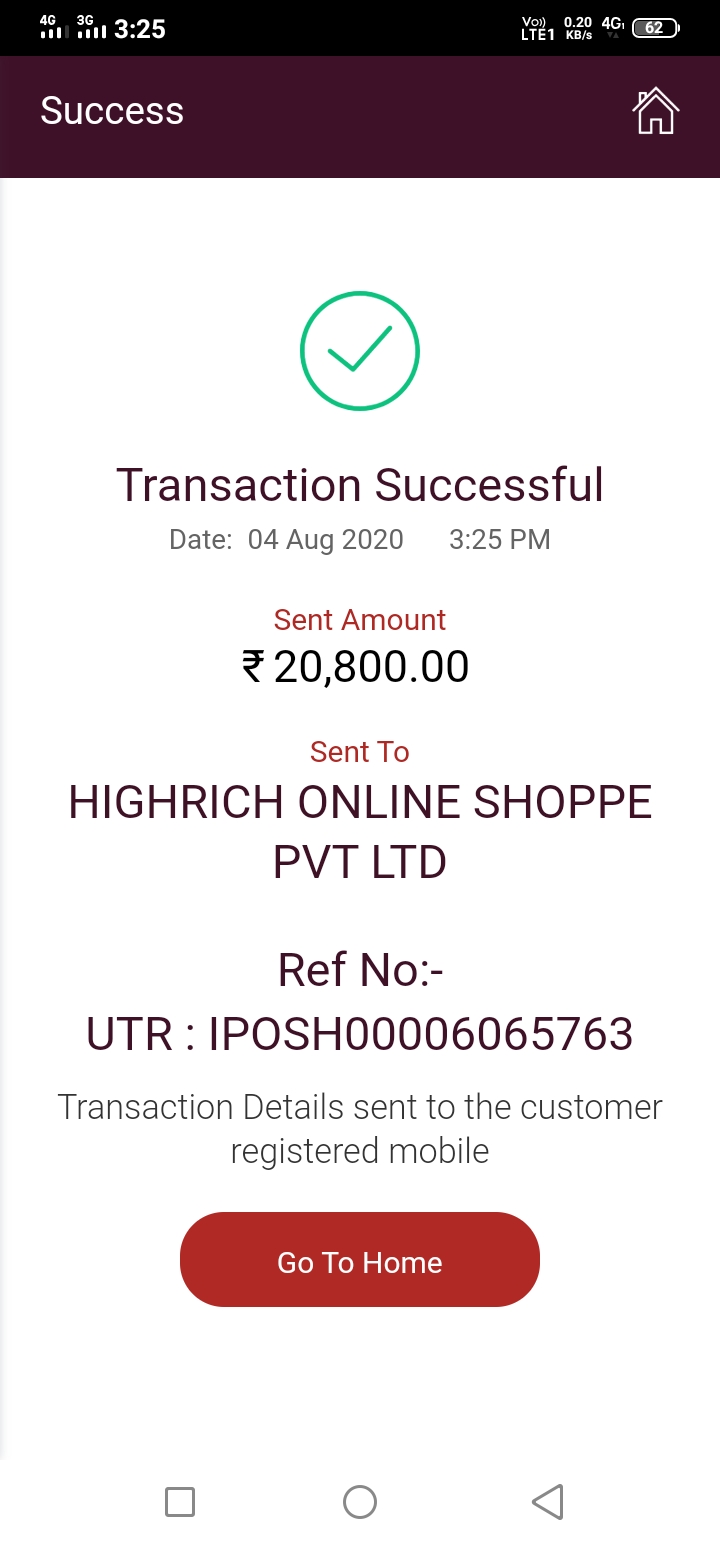 4G 3G 3:25 Vo)) LTE1 0.20 KB/s 4G1 62
Success
Transaction Successful
Date: 04 Aug 2020 3:25 PM
Sent Amount
₹ 20,800.00
Sent To
HIGHRICH ONLINE SHOPPE
PVT LTD
Ref No:-
UTR : IPOSH00006065763
Transaction Details sent to the customer
registered mobile
Go To Home